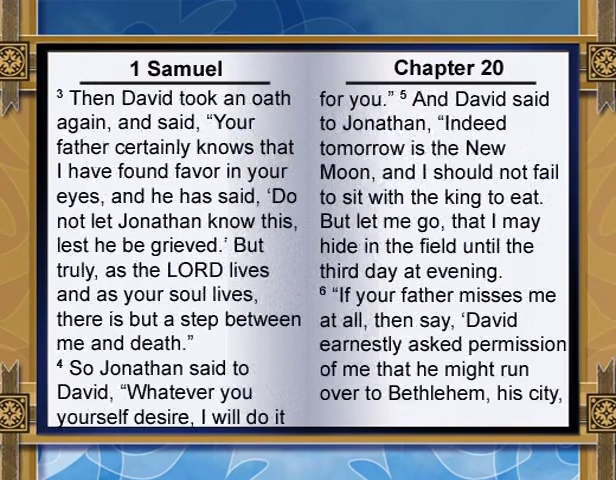 1 Samuel
³ Then David took an oath
again, and said, “Your
father certainly knows that
I have found favor in your
eyes, and he has said, ‘Do
not let Jonathan know this,
lest he be grieved.’ But
truly, as the LORD lives
and as your soul lives,
there is but a step between
me and death.”
⁴ So Jonathan said to
David, “Whatever you
yourself desire, I will do it
Chapter 20
for you.” ⁵ And David said
to Jonathan, “Indeed
tomorrow is the New
Moon, and I should not fail
to sit with the king to eat.
But let me go, that I may
hide in the field until the
third day at evening.
⁶ “If your father misses me
at all, then say, ‘David
earnestly asked permission
of me that he might run
over to Bethlehem, his city,